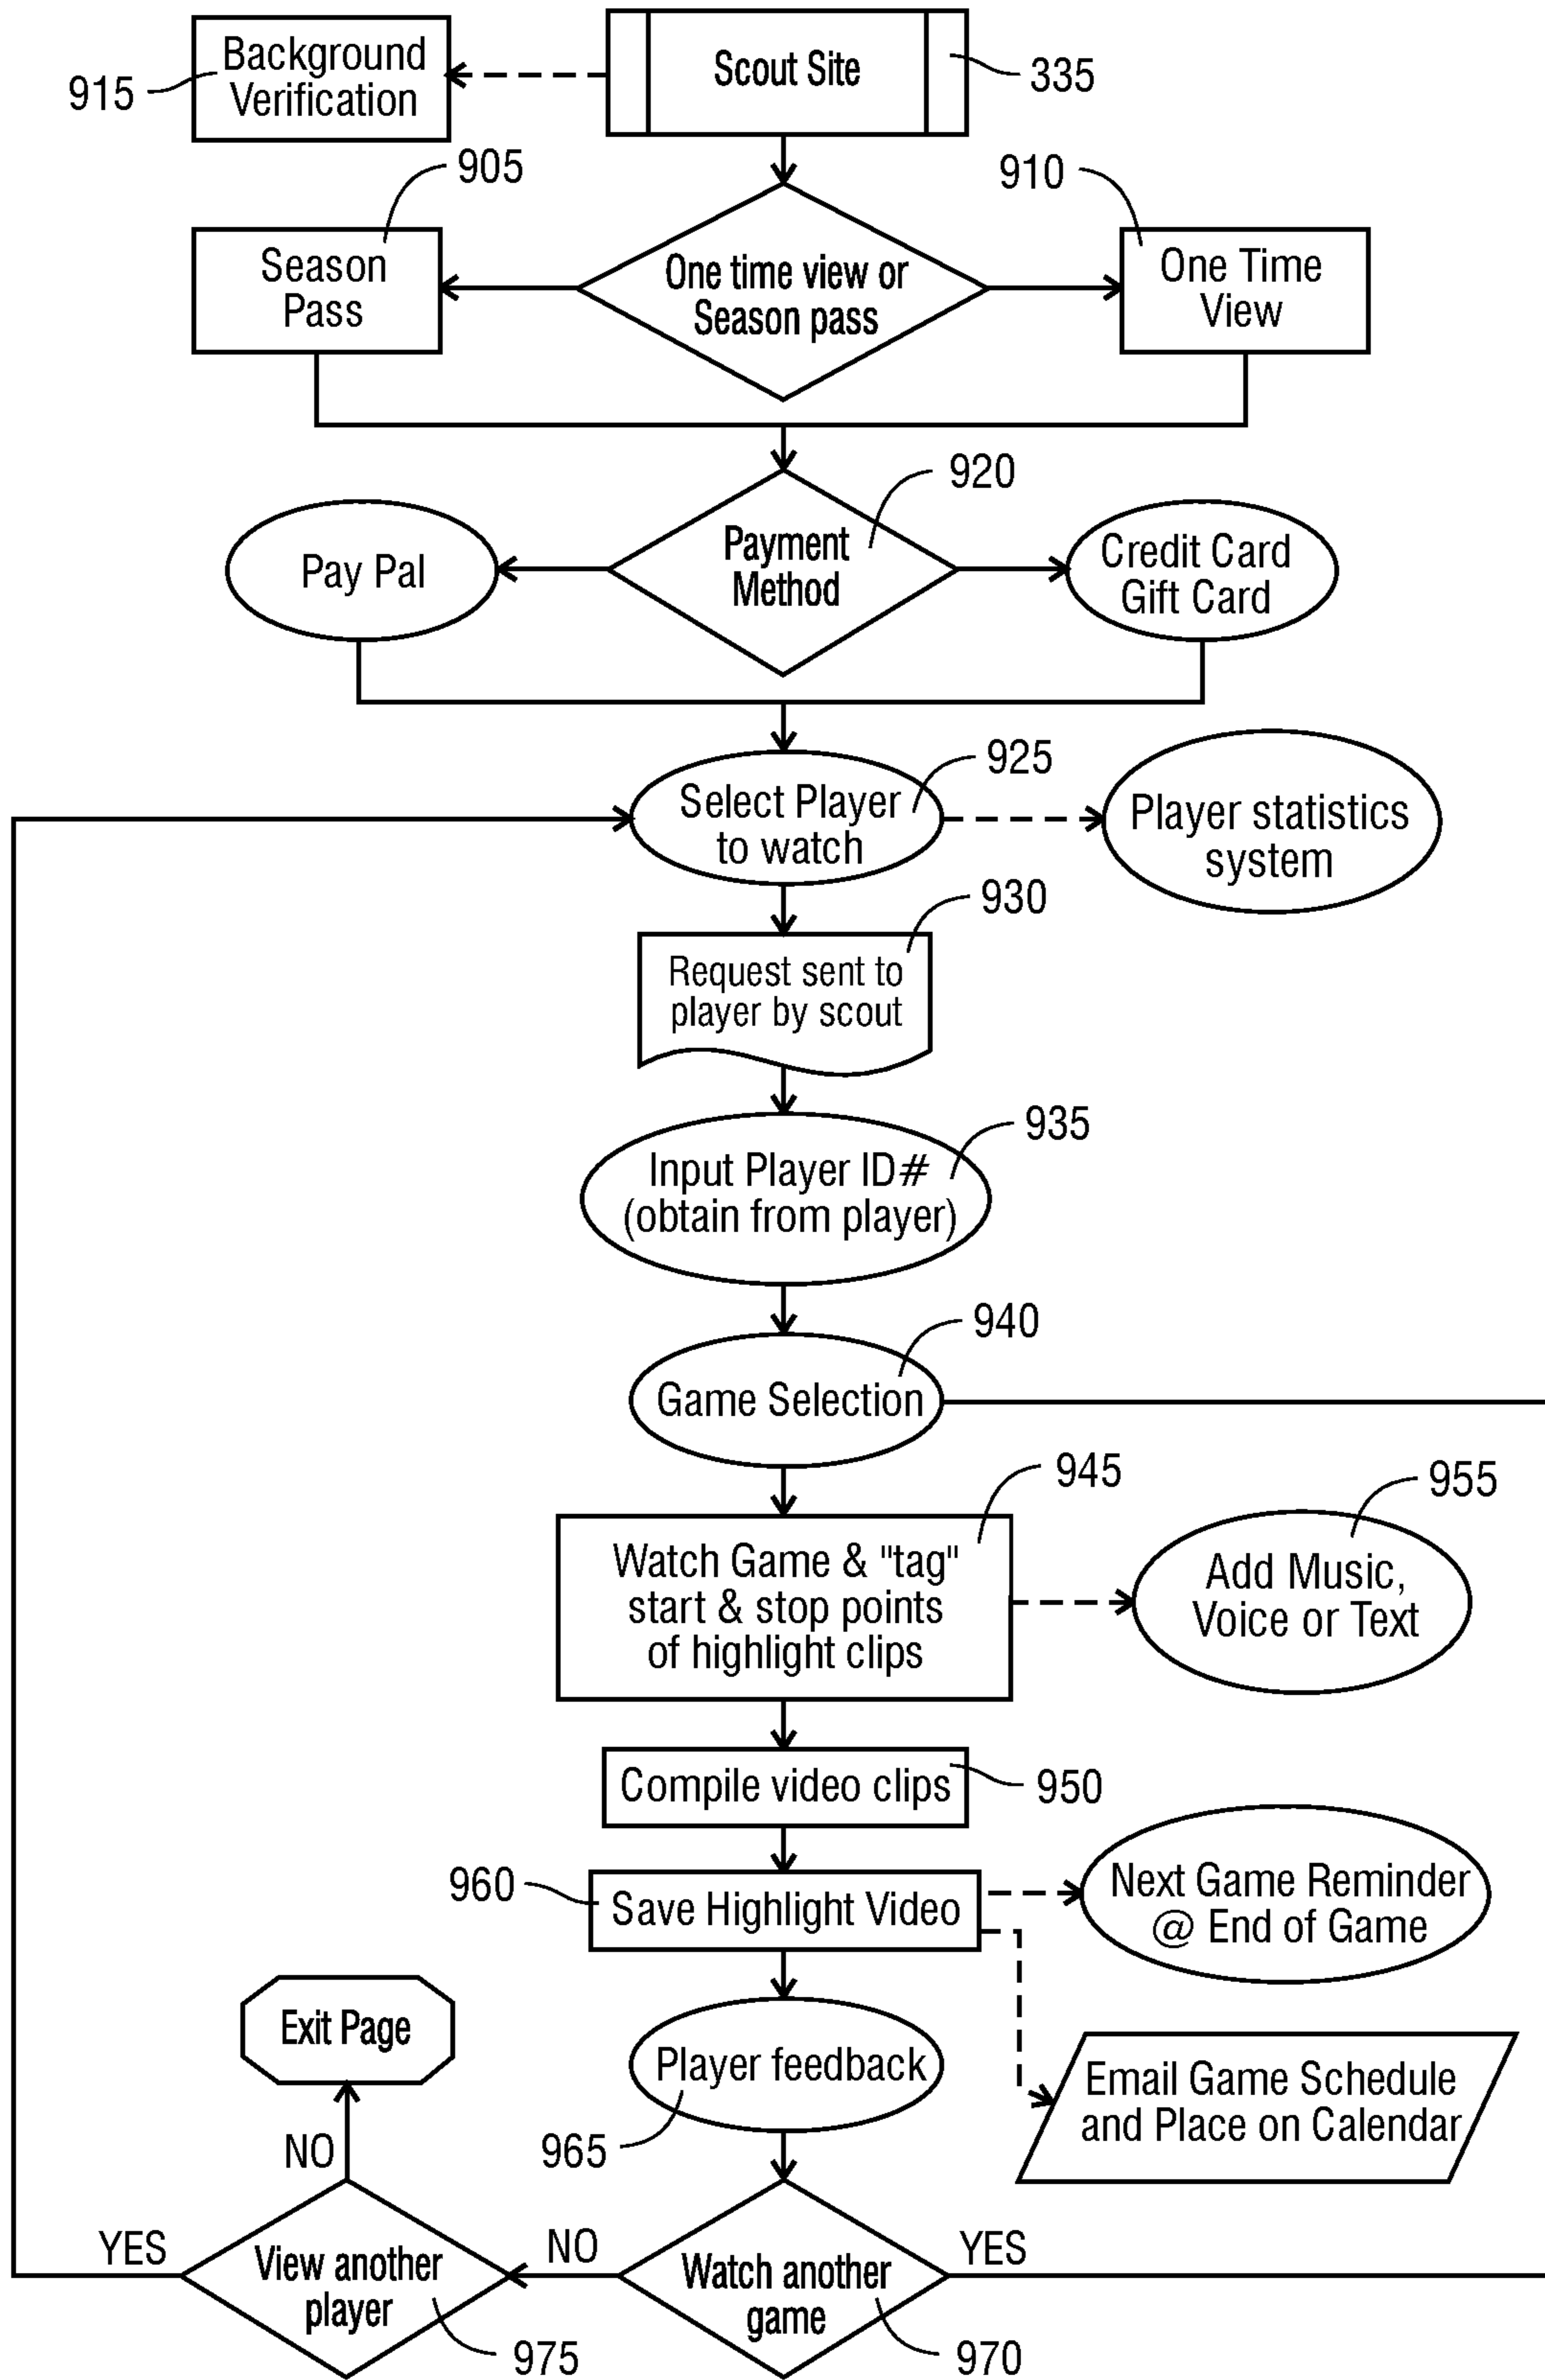 Background
Verification
915
Scout Site
335
905
910
Season
Pass
One time view or
Season pass
One Time
View
920
Pay Pal
Payment
Method
Credit Card
Gift Card
925
Select Player
to watch
Player statistics
system
930
Request sent to
player by scout
935
Input Player ID#
(obtain from player)
940
Game Selection
945
955
Watch Game & "tag"
start & stop points
of highlight clips
Add Music,
Voice or Text
Compile video clips
950
960
Save Highlight Video
Next Game Reminder
@ End of Game
Exit Page
Player feedback
965
Email Game Schedule
and Place on Calendar
NO
YES
View another
player
975
NO
Watch another
game
970
YES